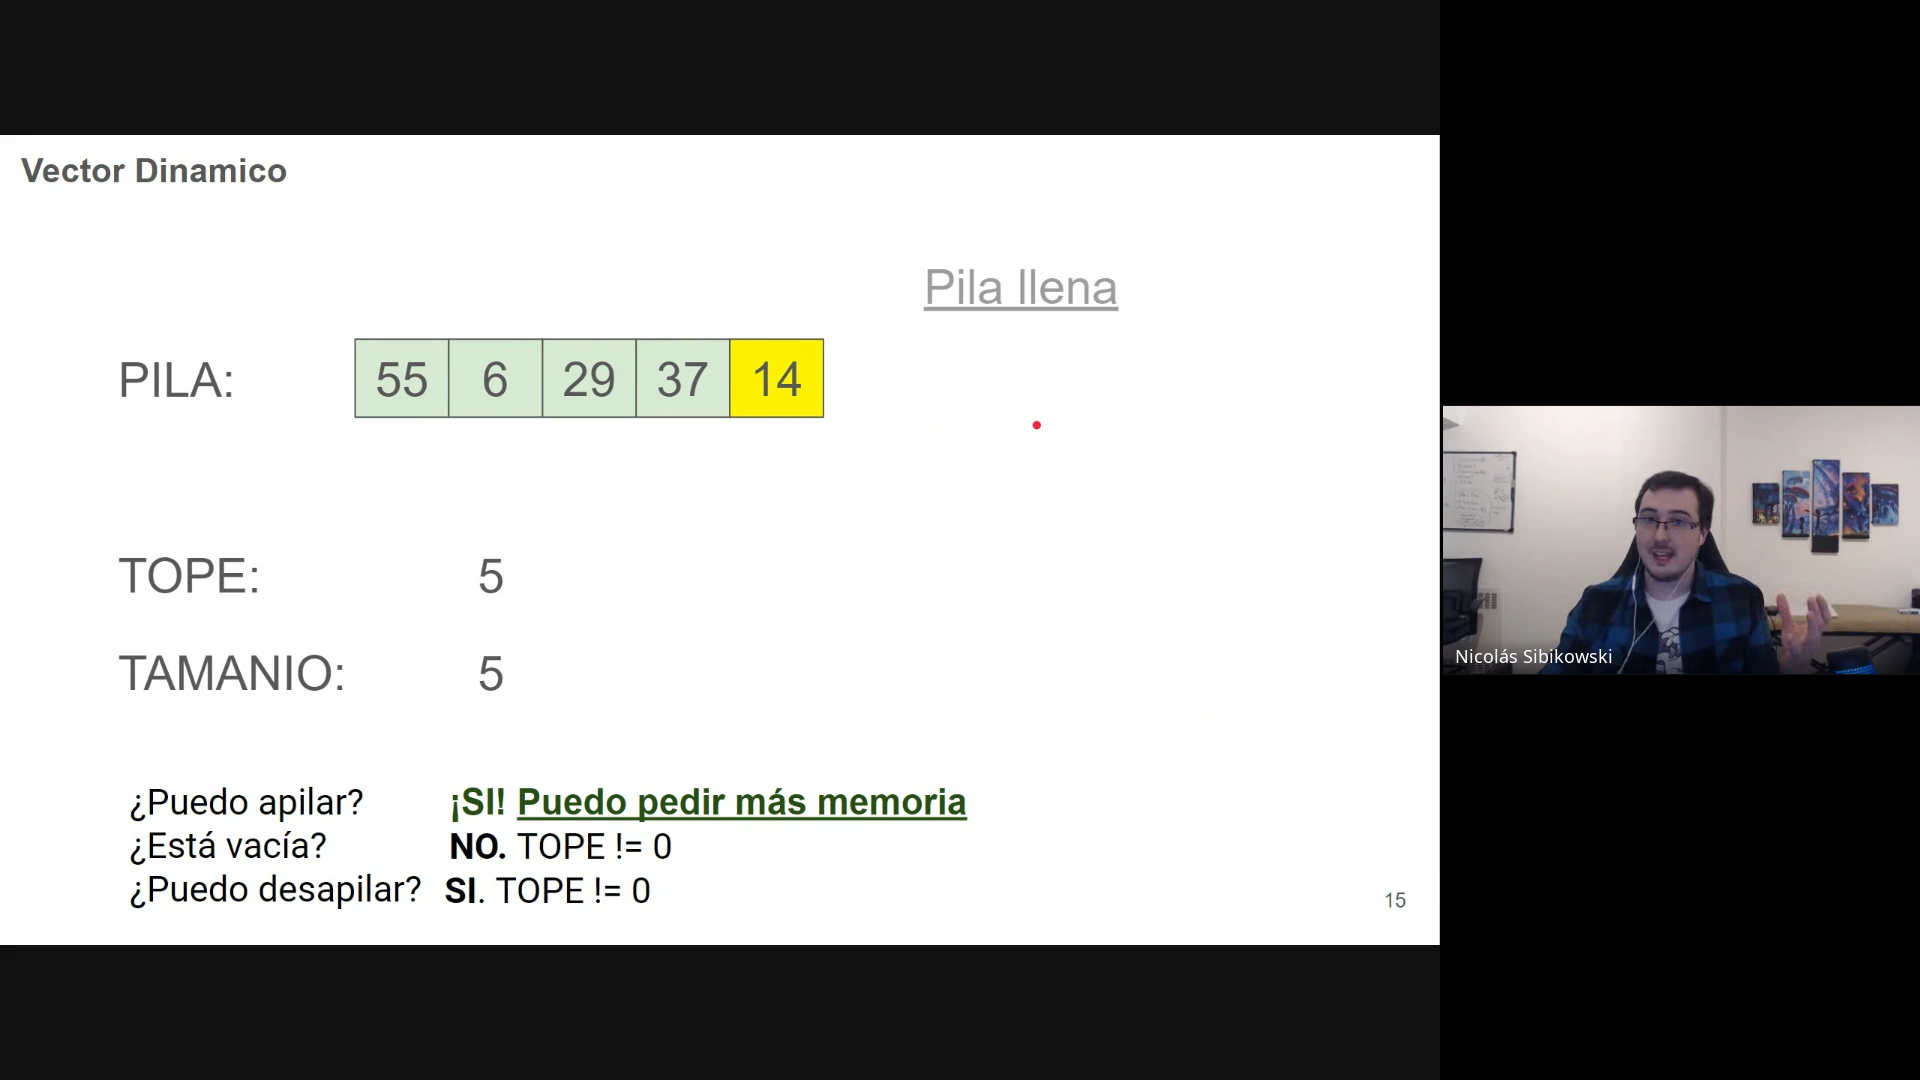 Vector Dinamico
Pila llena
PILA: 55 6 29 37 14
TOPE: 5
TAMANIO: 5
¿Puedo apilar? ¡SI! Puedo pedir más memoria
¿Está vacía? NO. TOPE != 0
¿Puedo desapilar? SI. TOPE != 0
15
Nicolás Sibikowski